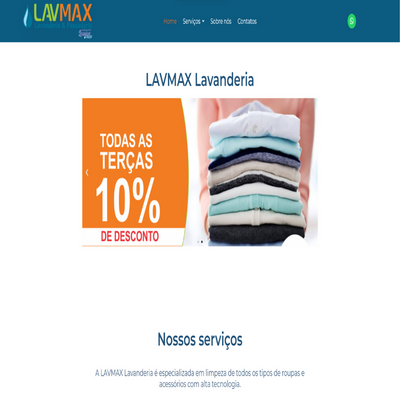 LAVMAX
Home Serviços Sobre nós Contatos
LAVMAX Lavanderia
TODAS AS
TERÇAS
10%
DE DESCONTO
Nossos serviços
A LAVMAX Lavanderia é especializada em limpeza de todos os tipos de roupas e
acessórios com alta tecnologia.